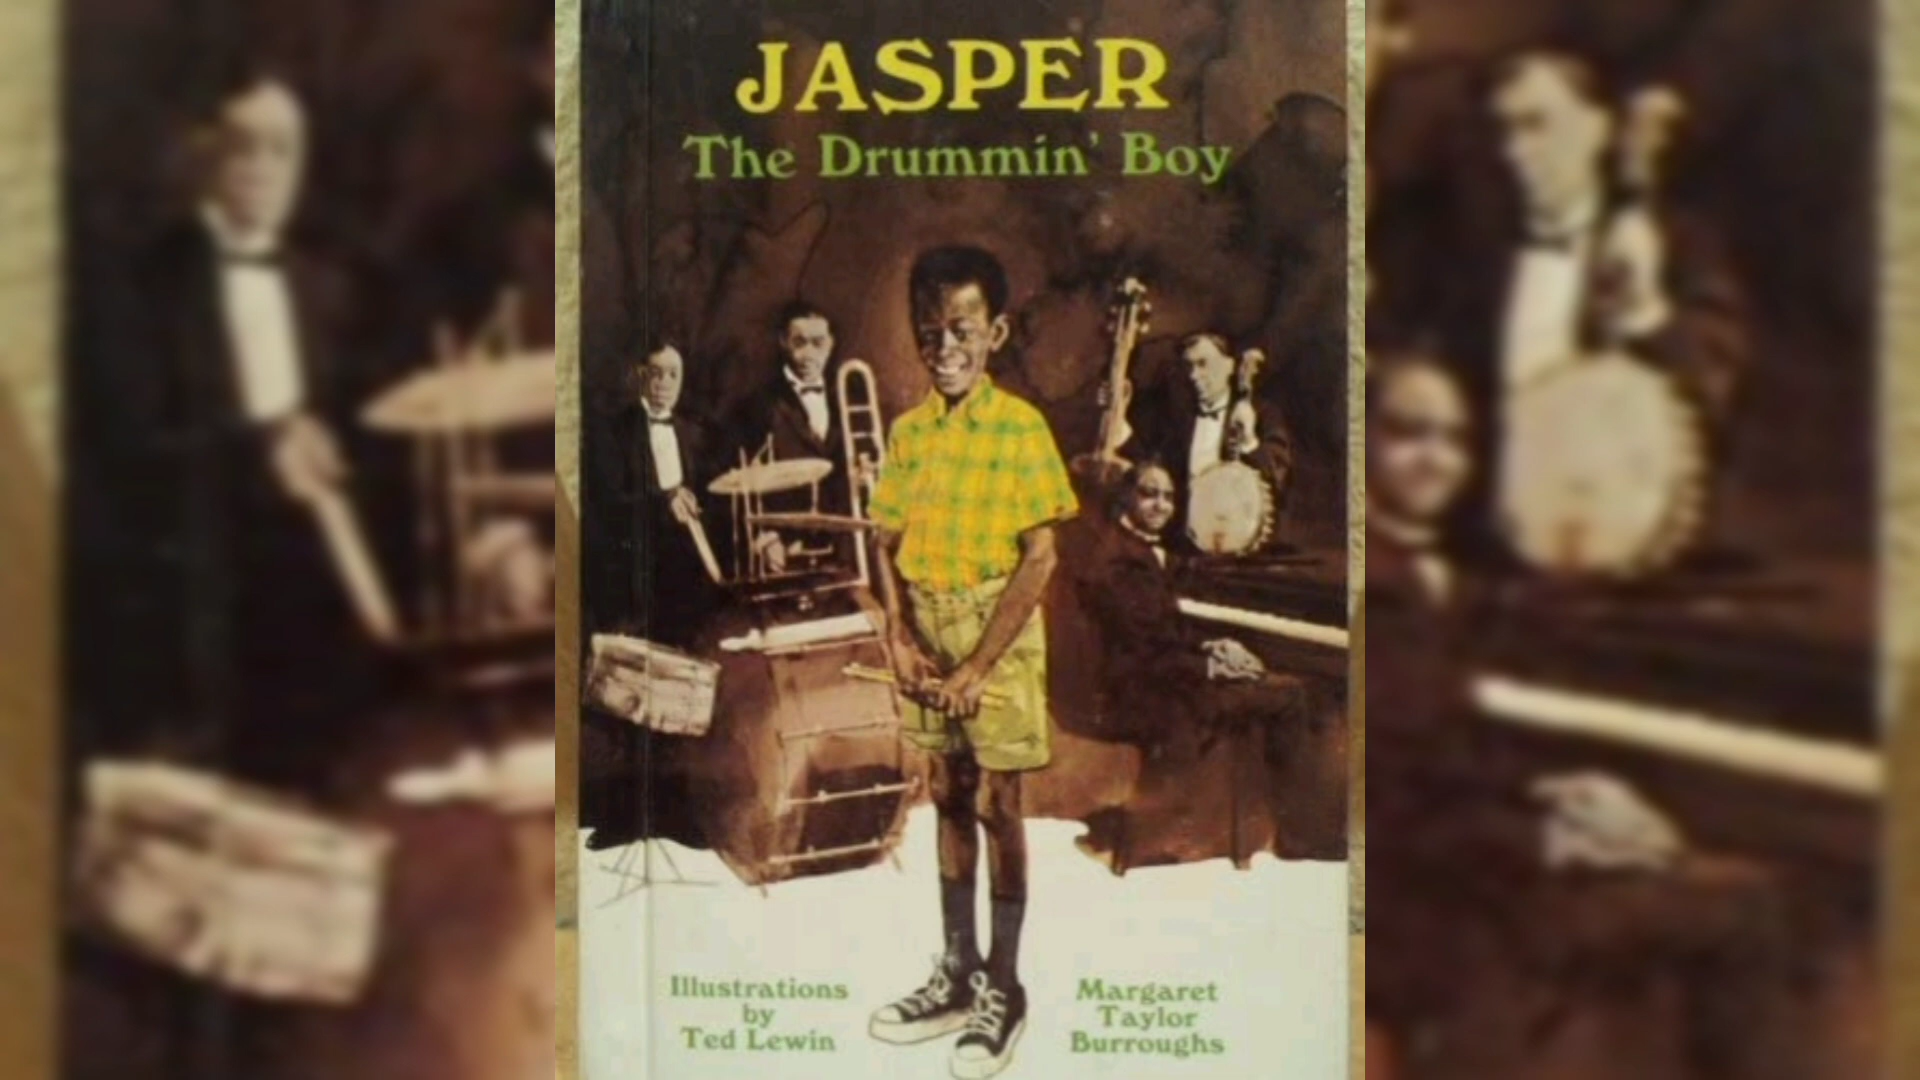 JASPER
The Drummin' Boy
Illustrations
by
Ted Lewin
Margaret
Taylor
Burroughs